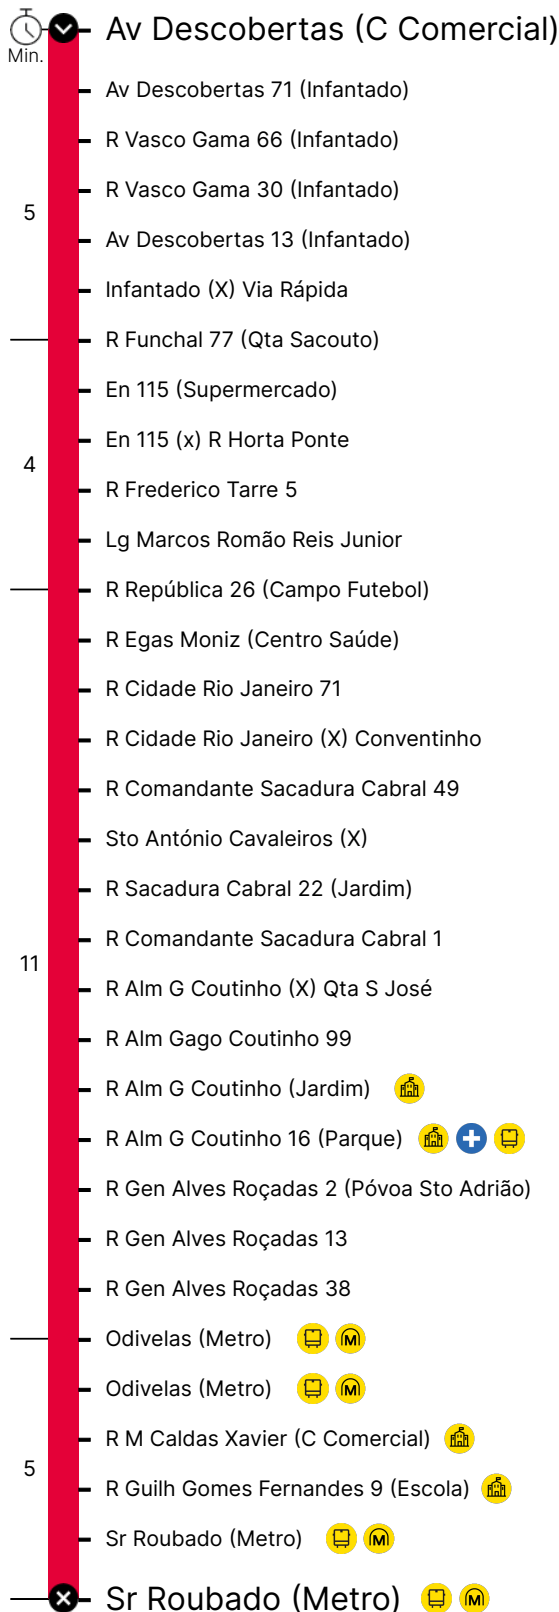 Av Descobertas (C Comercial)
Min.
Av Descobertas 71 (Infantado)
R Vasco Gama 66 (Infantado)
R Vasco Gama 30 (Infantado)
5
Av Descobertas 13 (Infantado)
Infantado (X) Via Rápida
R Funchal 77 (Qta Sacouto)
En 115 (Supermercado)
En 115 (x) R Horta Ponte
4
R Frederico Tarre 5
Lg Marcos Romão Reis Junior
R República 26 (Campo Futebol)
R Egas Moniz (Centro Saúde)
R Cidade Rio Janeiro 71
R Cidade Rio Janeiro (X) Conventinho
R Comandante Sacadura Cabral 49
Sto António Cavaleiros (X)
R Sacadura Cabral 22 (Jardim)
R Comandante Sacadura Cabral 1
11
R Alm G Coutinho (X) Qta S José
R Alm Gago Coutinho 99
R Alm G Coutinho (Jardim)
R Alm G Coutinho 16 (Parque)
R Gen Alves Roçadas 2 (Póvoa Sto Adrião)
R Gen Alves Roçadas 13
R Gen Alves Roçadas 38
Odivelas (Metro) M
Odivelas (Metro) M
R M Caldas Xavier (C Comercial)
5
R Guilh Gomes Fernandes 9 (Escola)
Sr Roubado (Metro) M
Sr Roubado (Metro) M